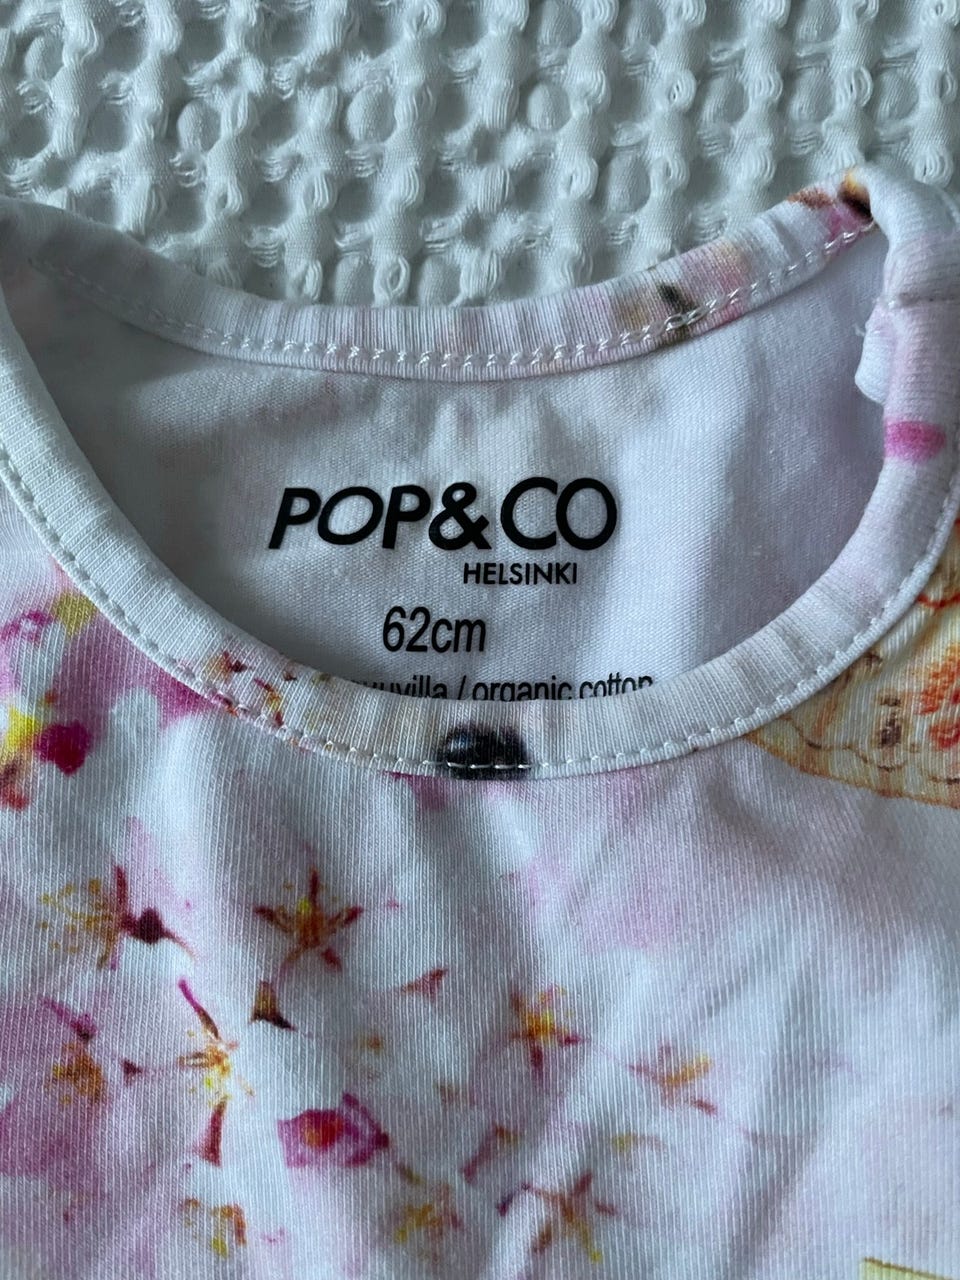 POP&CO
HELSINKI
62cm
/ organic cotton